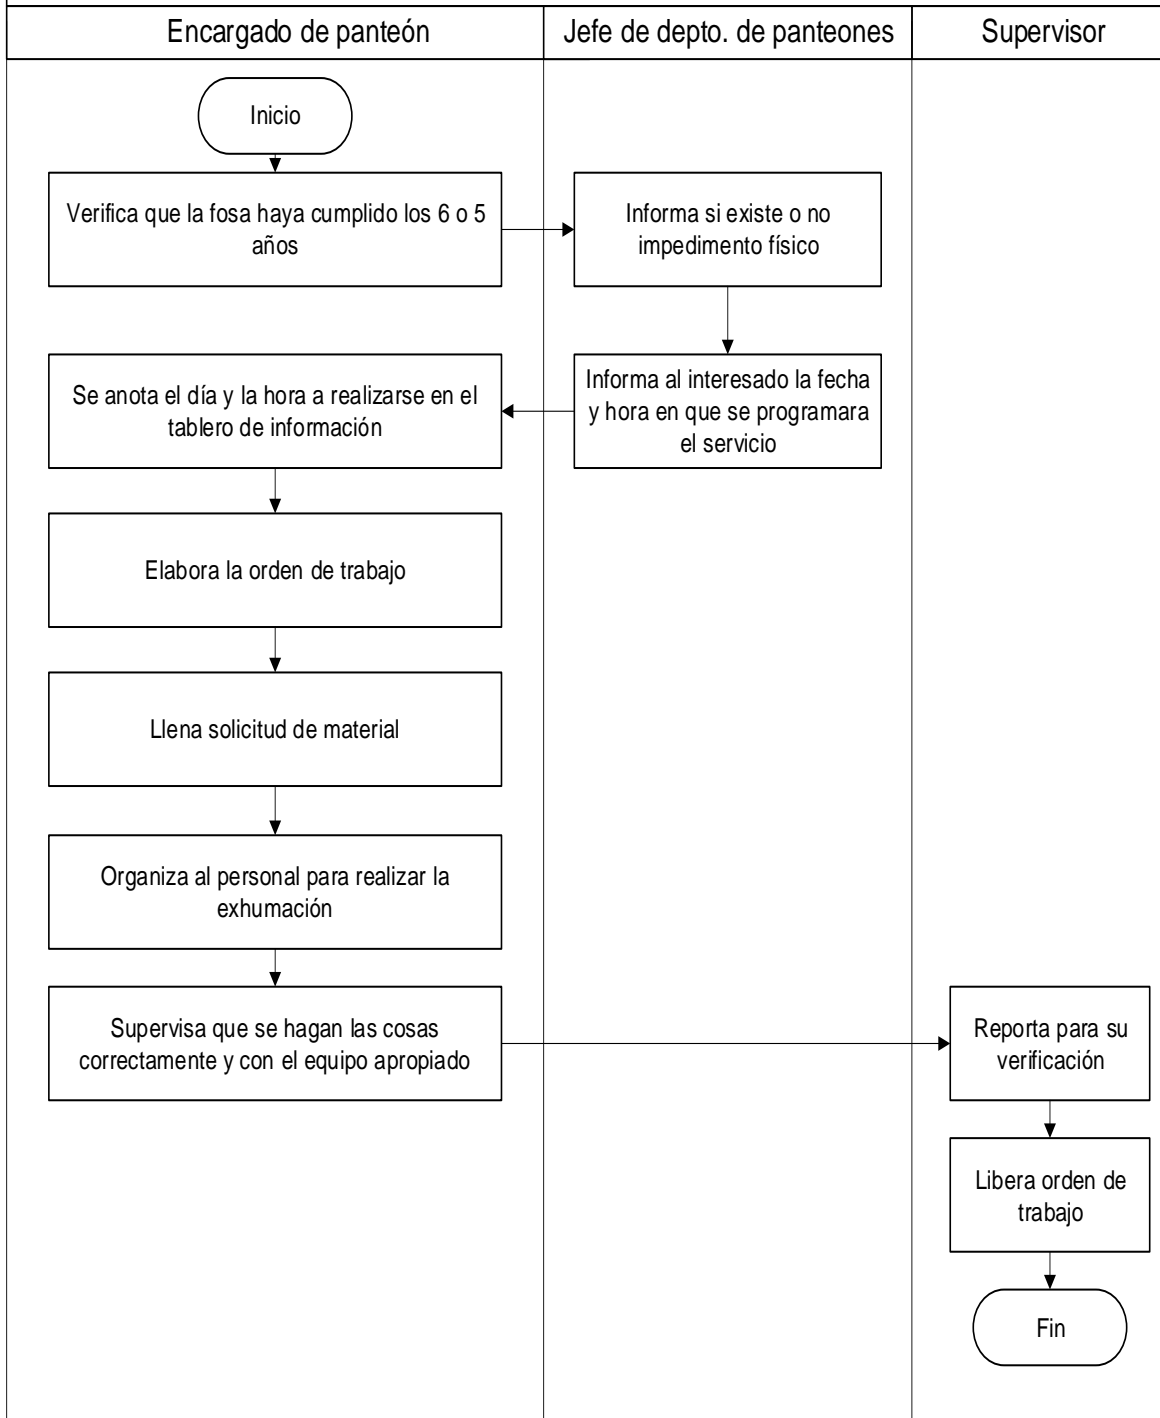 Encargado de panteón
Jefe de depto. de panteones
Supervisor
Inicio
Verifica que la fosa haya cumplido los 6 o 5
años
Informa si existe o no
impedimento físico
Informa al interesado la fecha
y hora en que se programara
el servicio
Se anota el día y la hora a realizarse en el
tablero de información
Elabora la orden de trabajo
Llena solicitud de material
Organiza al personal para realizar la
exhumación
Supervisa que se hagan las cosas
correctamente y con el equipo apropiado
Reporta para su
verificación
Libera orden de
trabajo
Fin